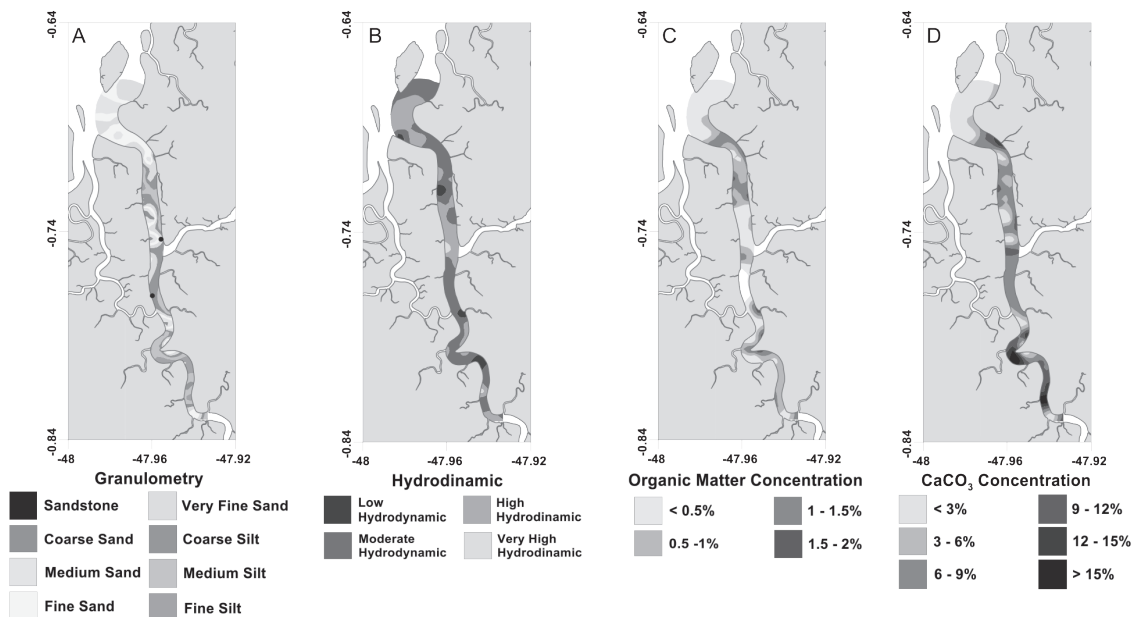 A
B
C
D
-0.64
-0.74
-0.84
-48
-47.96
-47.92
-0.64
-0.74
-0.84
-48
-47.96
-47.92
-0.64
-0.74
-0.84
-48
-47.96
-47.92
-0.64
-0.74
-0.84
-48
-47.96
-47.92
Granulometry
Sandstone
Very Fine Sand
Coarse Sand
Coarse Silt
Medium Sand
Medium Silt
Fine Sand
Fine Silt
Hydrodinamic
Low
Hydrodynamic
High
Hydrodinamic
Moderate
Hydrodynamic
Very High
Hydrodinamic
Organic Matter Concentration
< 0.5%
1 - 1.5%
0.5 -1%
1.5 - 2%
CaCO₃ Concentration
< 3%
9 - 12%
3 - 6%
12 - 15%
6 - 9%
> 15%